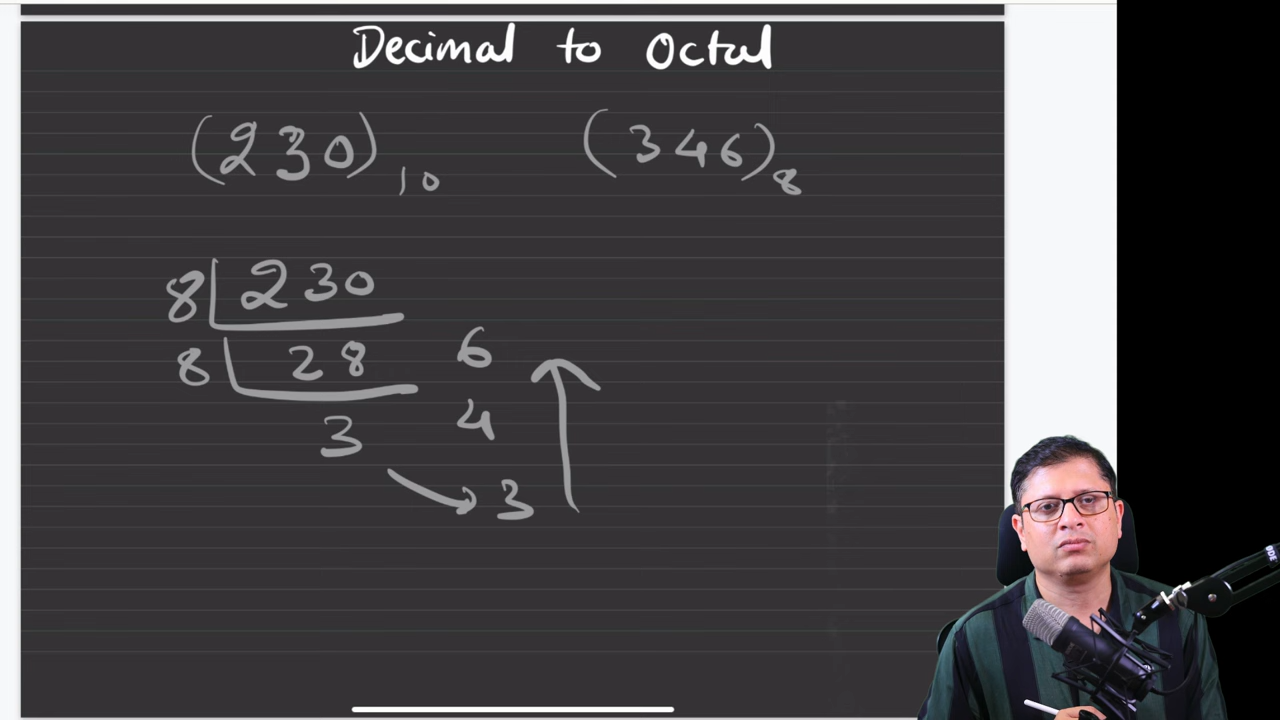 Decimal to Octal
(230)10 (346)8
8 230
8 28 6
3 4
3